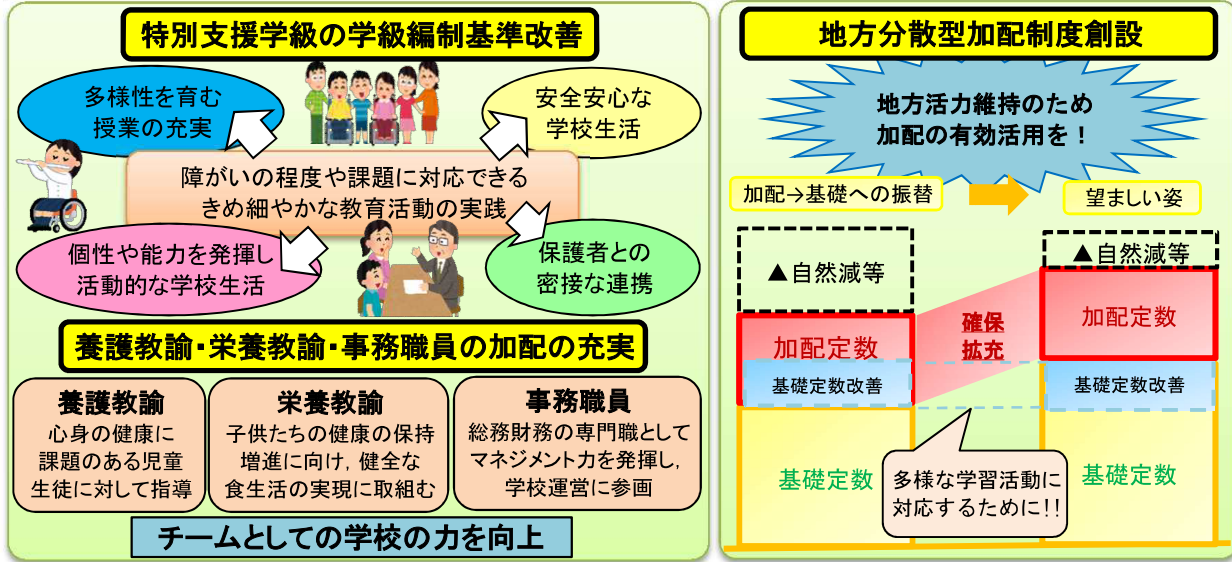 特別支援学級の学級編制基準改善
多様性を育む
授業の充実
安全安心な
学校生活
障がいの程度や課題に対応できる
きめ細やかな教育活動の実践
個性や能力を発揮し
活動的な学校生活
保護者との
密接な連携
養護教諭・栄養教諭・事務職員の加配の充実
養護教諭
心身の健康に
課題のある児童
生徒に対して指導
栄養教諭
子供たちの健康の保持
増進に向け，健全な
食生活の実現に取組む
事務職員
総務財務の専門職として
マネジメント力を発揮し，
学校運営に参画
チームとしての学校の力を向上
地方分散型加配制度創設
地方活力維持のため
加配の有効活用を！
加配→基礎への振替
望ましい姿
▲自然減等
加配定数
基礎定数改善
基礎定数
確保
拡充
▲自然減等
加配定数
基礎定数改善
基礎定数
多様な学習活動に
対応するために!!